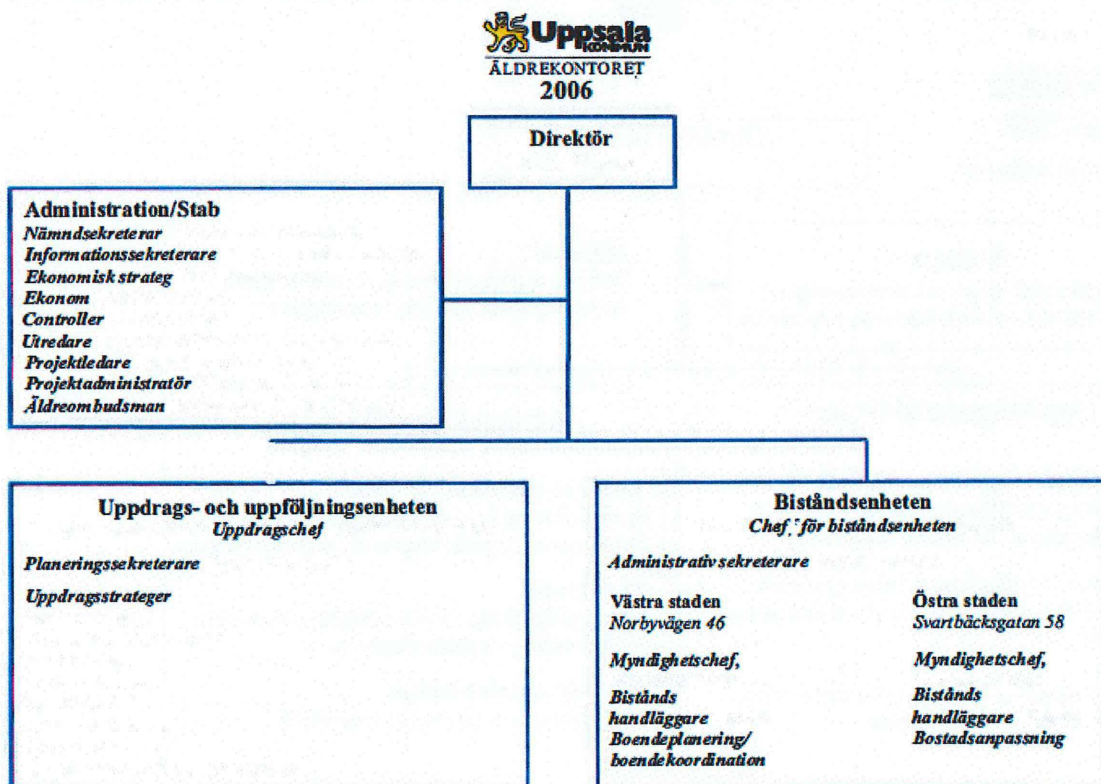 Uppsala
KOMMUN
ÄLDREKONTORET
2006
Direktör
Administration/Stab
Nämndsekreterar
Informationssekreterare
Ekonomisk strateg
Ekonom
Controller
Utredare
Projektledare
Projektadministratör
Äldreombudsman
Uppdrags- och uppföljningsenheten
Uppdragschef
Planeringssekreterare
Uppdragsstrateger
Biståndsenheten
Chef, för biståndsenheten
Administrativ sekreterare
Västra staden
Norbyvägen 46
Myndighetschef,
Bistånds
handläggare
Boendeplanering/
boendekoordination
Östra staden
Svartbäcksgatan 58
Myndighetschef,
Bistånds
handläggare
Bostadsanpassning